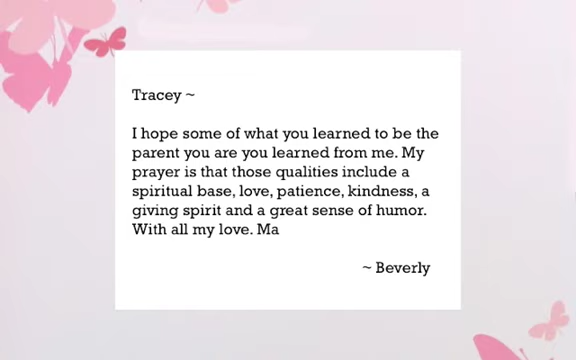 Tracey ~
I hope some of what you learned to be the
parent you are you learned from me. My
prayer is that those qualities include a
spiritual base, love, patience, kindness, a
giving spirit and a great sense of humor.
With all my love. Ma
~ Beverly